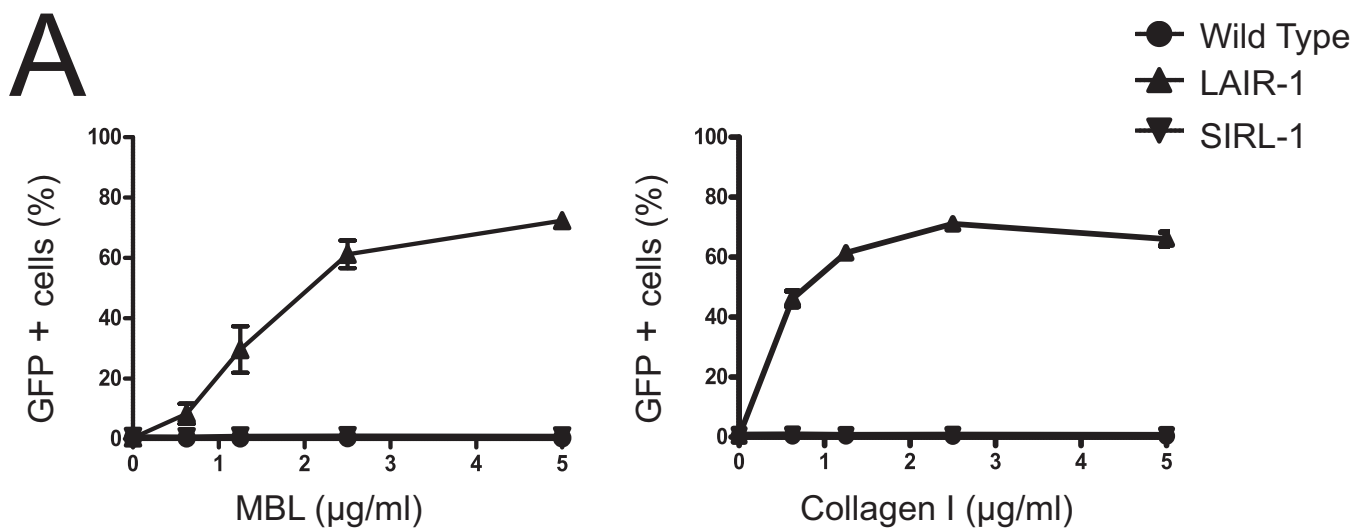 A
Wild Type
LAIR-1
SIRL-1
100
80
60
40
20
0
GFP + cells (%)
0 1 2 3 4 5
MBL (µg/ml)
100
80
60
40
20
0
GFP + cells (%)
0 1 2 3 4 5
Collagen I (µg/ml)